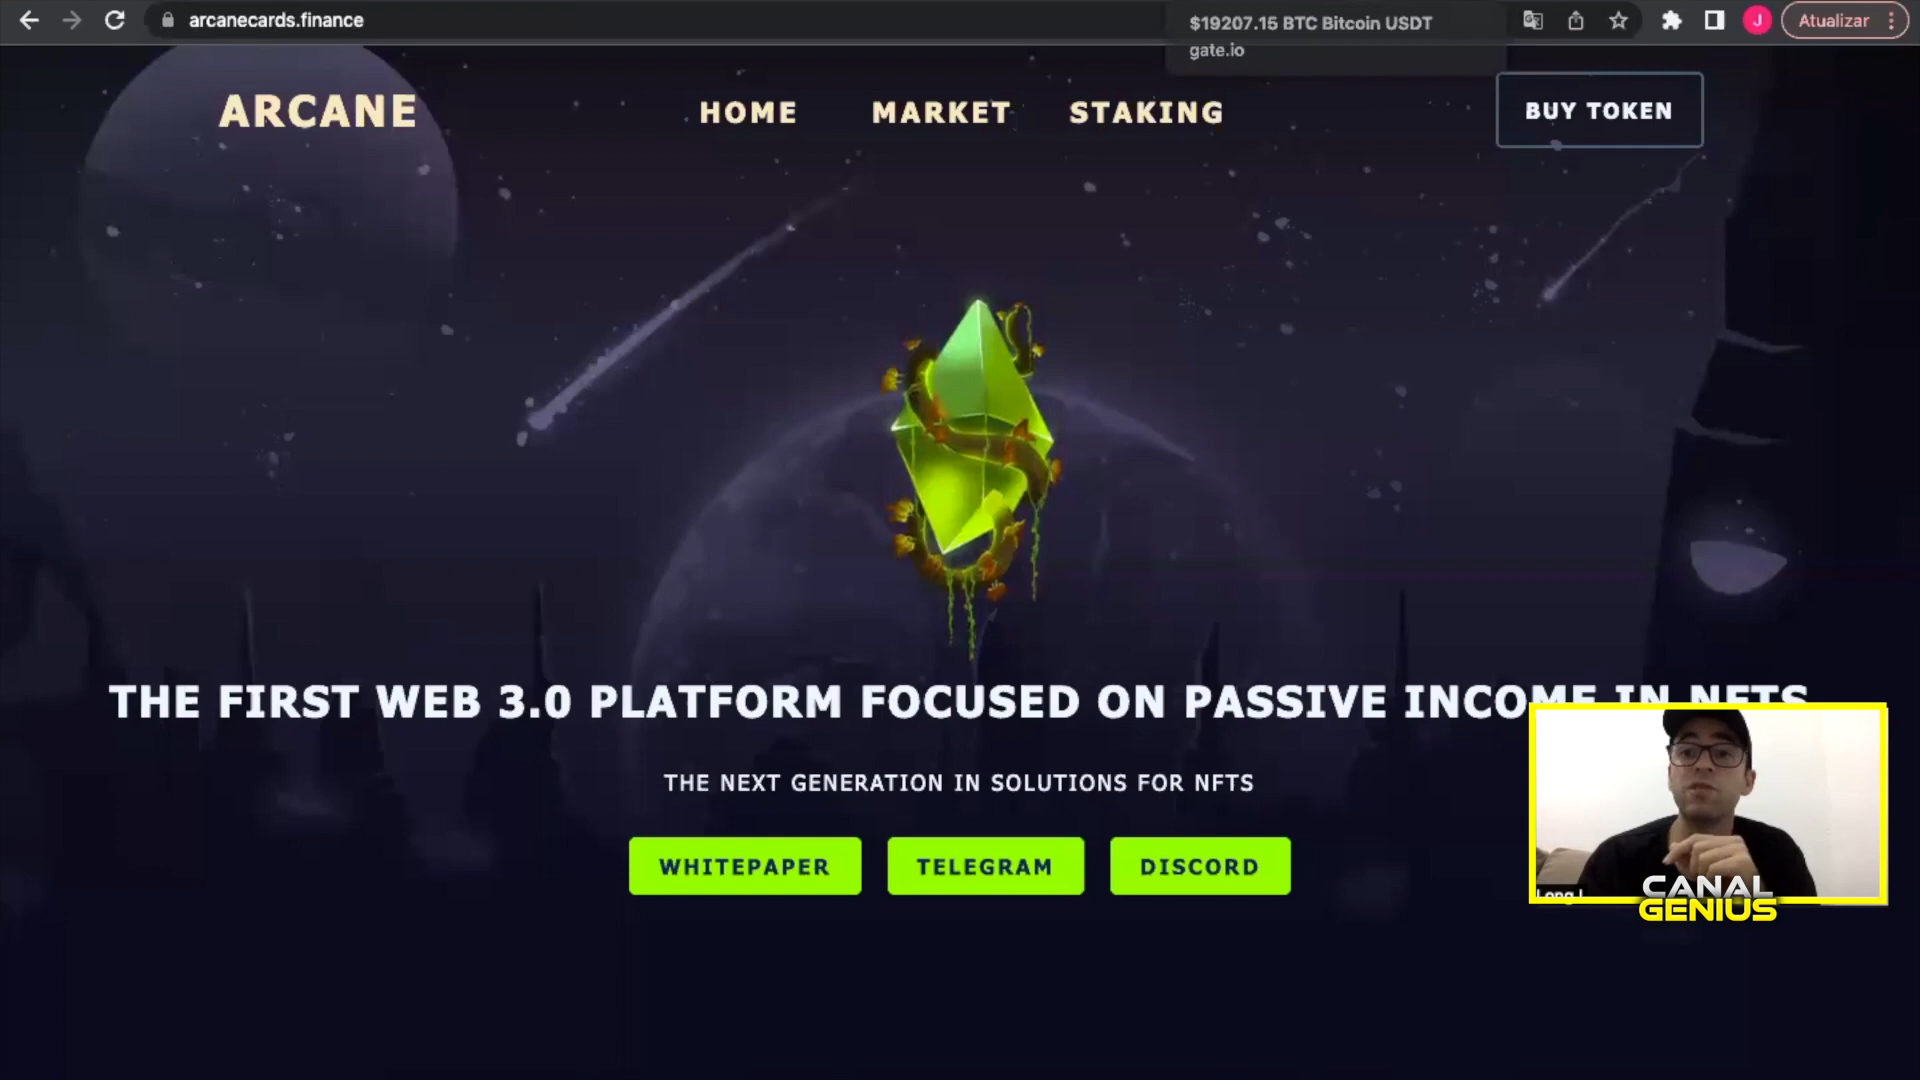 arcanecards.finance
$19207.15 BTC Bitcoin USDT
gate.io
J
Atualizar
ARCANE
HOME
MARKET
STAKING
BUY TOKEN
THE FIRST WEB 3.0 PLATFORM FOCUSED ON PASSIVE INCOME IN NFTS
THE NEXT GENERATION IN SOLUTIONS FOR NFTS
WHITEPAPER
TELEGRAM
DISCORD
CANAL
GENIUS